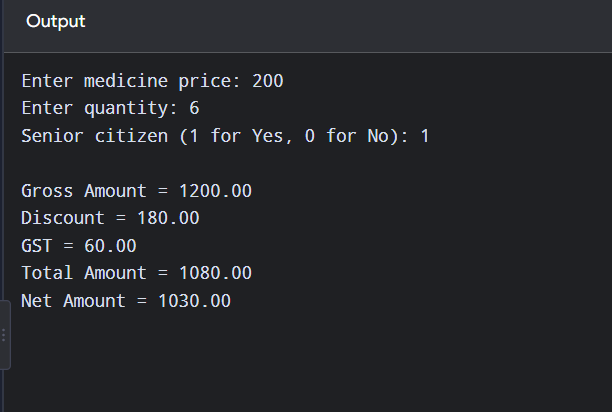 Output
Enter medicine price: 200
Enter quantity: 6
Senior citizen (1 for Yes, 0 for No): 1
Gross Amount = 1200.00
Discount = 180.00
GST = 60.00
Total Amount = 1080.00
Net Amount = 1030.00